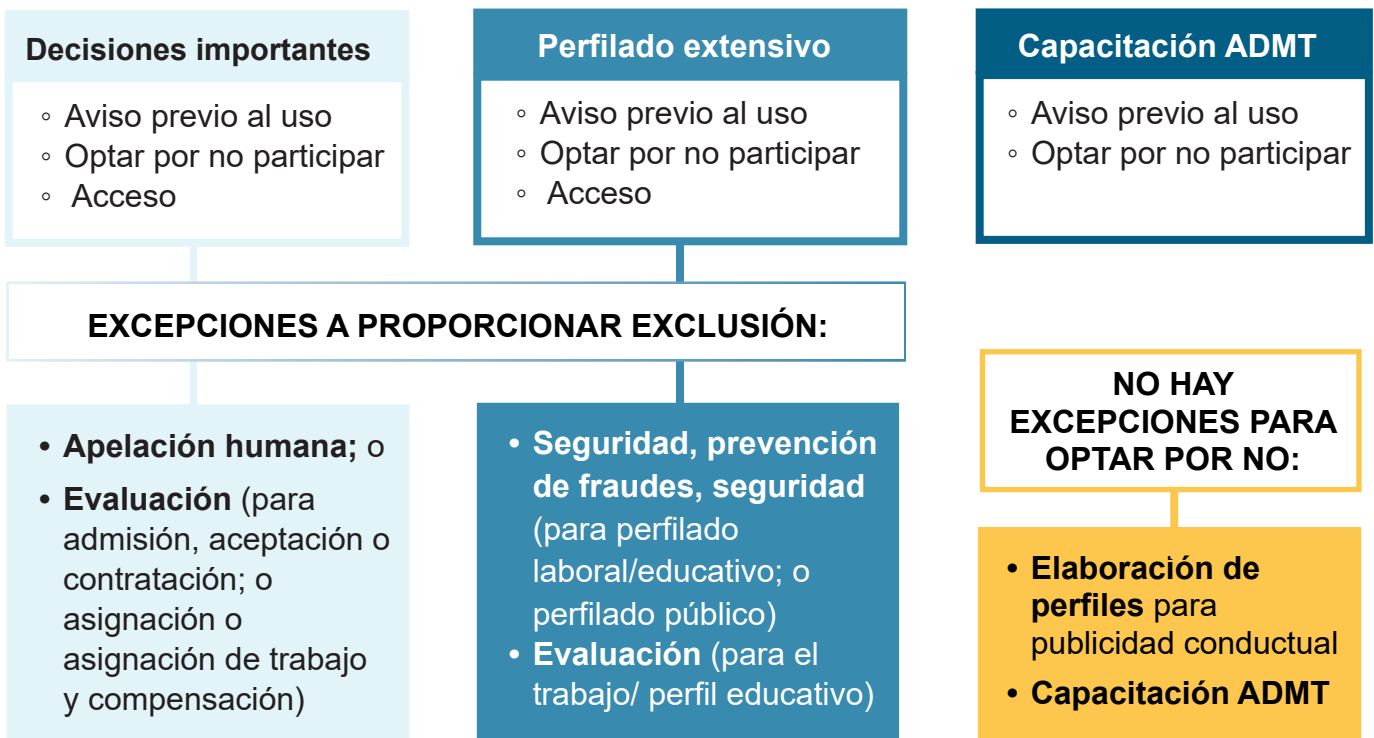 Decisiones importantes
◦ Aviso previo al uso
◦ Optar por no participar
◦ Acceso
Perfilado extensivo
◦ Aviso previo al uso
◦ Optar por no participar
◦ Acceso
Capacitación ADMT
◦ Aviso previo al uso
◦ Optar por no participar
EXCEPCIONES A PROPORCIONAR EXCLUSIÓN:
• Apelación humana; o
• Evaluación (para
admisión, aceptación o
contratación; o
asignación o
asignación de trabajo
y compensación)
• Seguridad, prevención
de fraudes, seguridad
(para perfilado
laboral/educativo; o
perfilado público)
• Evaluación (para el
trabajo/ perfil educativo)
NO HAY
EXCEPCIONES PARA
OPTAR POR NO:
• Elaboración de
perfiles para
publicidad conductual
• Capacitación ADMT